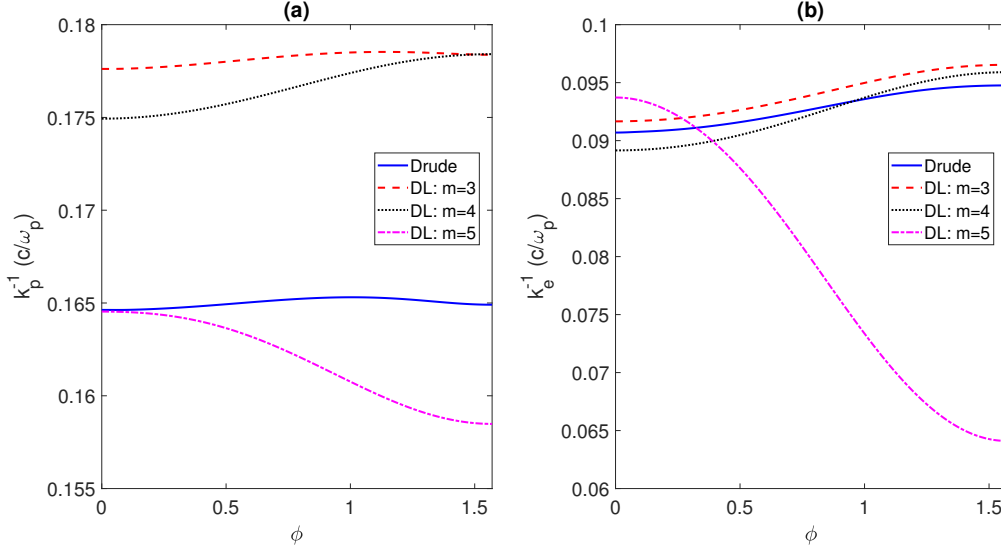 (a)
0.18
0.175
0.17
0.165
0.16
0.155
k_p^-1 (c/ω_p)
Drude
DL: m=3
DL: m=4
DL: m=5
0
0.5
1
1.5
ϕ
(b)
0.1
0.095
0.09
0.085
0.08
0.075
0.07
0.065
0.06
k_e^-1 (c/ω_p)
Drude
DL: m=3
DL: m=4
DL: m=5
0
0.5
1
1.5
ϕ